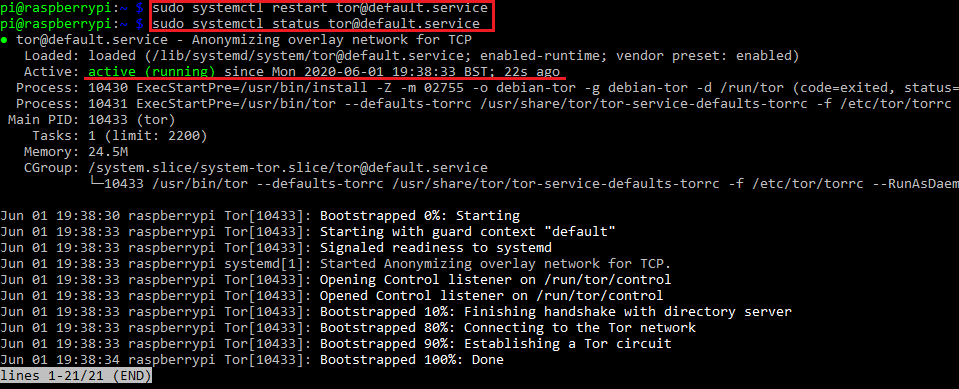 pi@raspberrypi:~ $ sudo systemctl restart tor@default.service
pi@raspberrypi:~ $ sudo systemctl status tor@default.service
● tor@default.service - Anonymizing overlay network for TCP
Loaded: loaded (/lib/systemd/system/tor@default.service; enabled-runtime; vendor preset: enabled)
Active: active (running) since Mon 2020-06-01 19:38:33 BST; 22s ago
Process: 10430 ExecStartPre=/usr/bin/install -Z -m 02755 -o debian-tor -g debian-tor -d /run/tor (code=exited, status=
Process: 10431 ExecStartPre=/usr/bin/tor --defaults-torrc /usr/share/tor/tor-service-defaults-torrc -f /etc/tor/torrc
Main PID: 10433 (tor)
Tasks: 1 (limit: 2200)
Memory: 24.5M
CGroup: /system.slice/system-tor.slice/tor@default.service
└─10433 /usr/bin/tor --defaults-torrc /usr/share/tor/tor-service-defaults-torrc -f /etc/tor/torrc --RunAsDaem
Jun 01 19:38:30 raspberrypi Tor[10433]: Bootstrapped 0%: Starting
Jun 01 19:38:33 raspberrypi Tor[10433]: Starting with guard context "default"
Jun 01 19:38:33 raspberrypi Tor[10433]: Signaled readiness to systemd
Jun 01 19:38:33 raspberrypi systemd[1]: Started Anonymizing overlay network for TCP.
Jun 01 19:38:33 raspberrypi Tor[10433]: Opening Control listener on /run/tor/control
Jun 01 19:38:33 raspberrypi Tor[10433]: Opened Control listener on /run/tor/control
Jun 01 19:38:33 raspberrypi Tor[10433]: Bootstrapped 10%: Finishing handshake with directory server
Jun 01 19:38:33 raspberrypi Tor[10433]: Bootstrapped 80%: Connecting to the Tor network
Jun 01 19:38:33 raspberrypi Tor[10433]: Bootstrapped 90%: Establishing a Tor circuit
Jun 01 19:38:34 raspberrypi Tor[10433]: Bootstrapped 100%: Done
lines 1-21/21 (END)